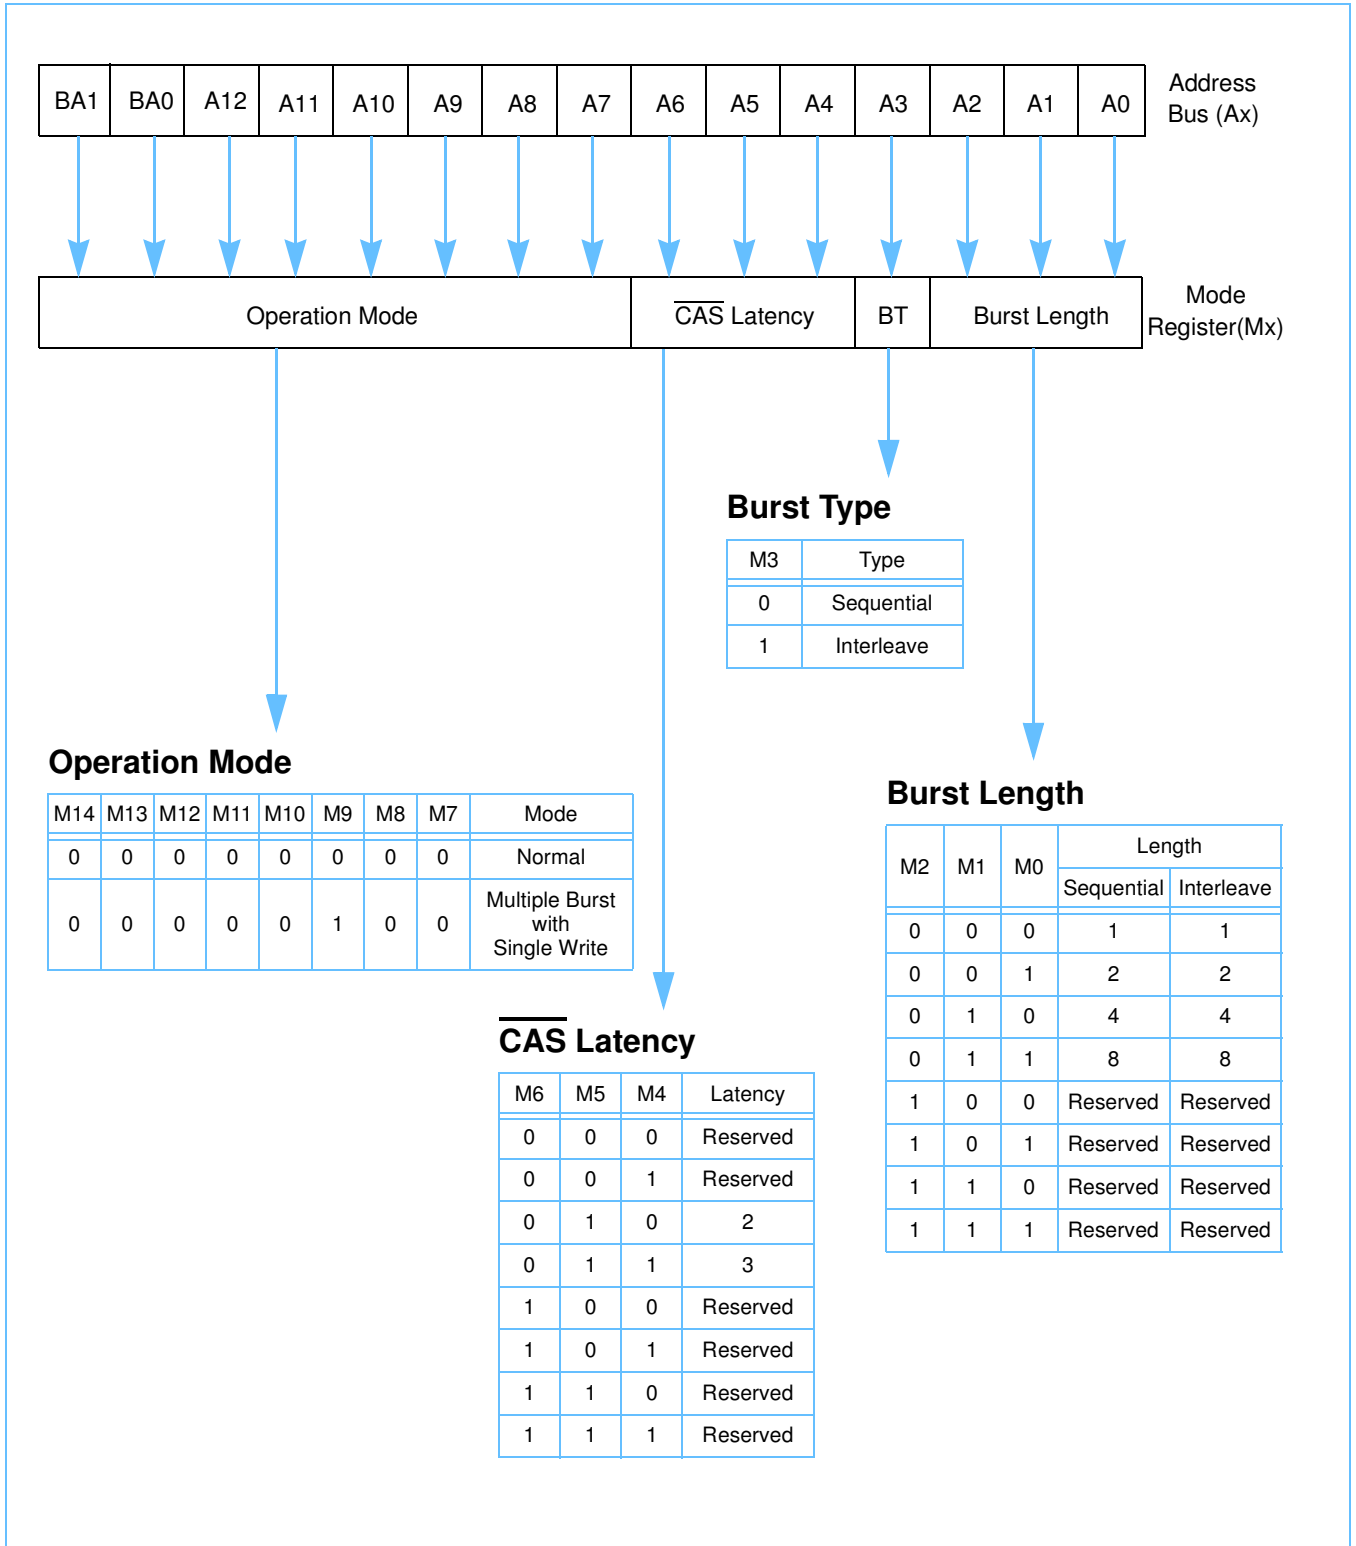 BA1 BA0 A12 A11 A10 A9 A8 A7 A6 A5 A4 A3 A2 A1 A0
Address
Bus (Ax)
Operation Mode CAS Latency BT Burst Length
Mode
Register(Mx)
Burst Type
M3 Type
0 Sequential
1 Interleave
Operation Mode
M14 M13 M12 M11 M10 M9 M8 M7 Mode
0 0 0 0 0 0 0 0 Normal
0 0 0 0 0 1 0 0 Multiple Burst
with
Single Write
Burst Length
M2 M1 M0 Length
Sequential Interleave
0 0 0 1 1
0 0 1 2 2
0 1 0 4 4
0 1 1 8 8
1 0 0 Reserved Reserved
1 0 1 Reserved Reserved
1 1 0 Reserved Reserved
1 1 1 Reserved Reserved
CAS Latency
M6 M5 M4 Latency
0 0 0 Reserved
0 0 1 Reserved
0 1 0 2
0 1 1 3
1 0 0 Reserved
1 0 1 Reserved
1 1 0 Reserved
1 1 1 Reserved